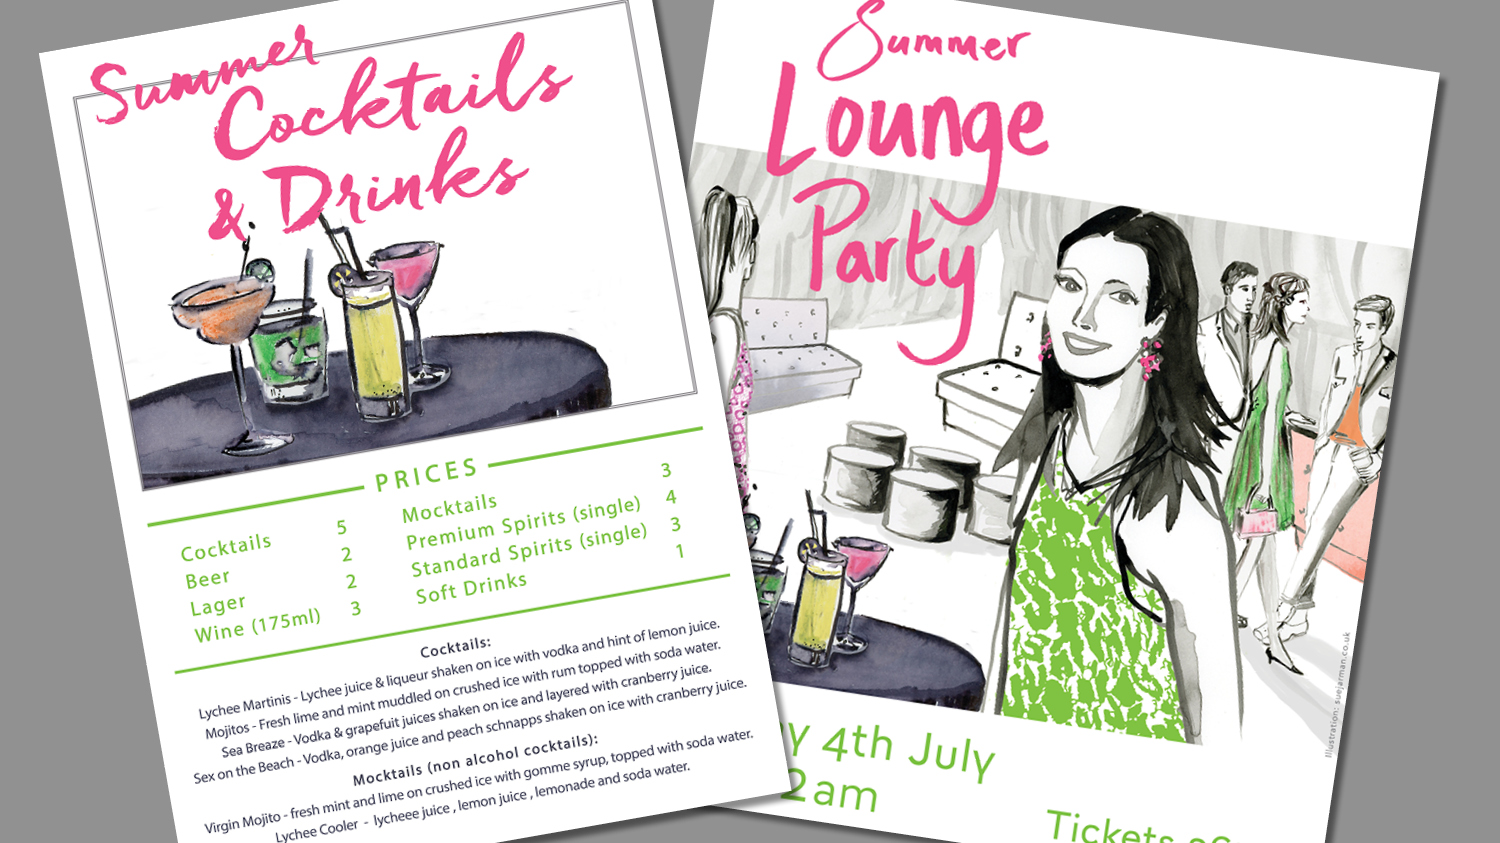 Summer
Cocktails
& Drinks
PRICES
Cocktails 5
Beer 2
Lager 2
Wine (175ml) 3
Mocktails 3
Premium Spirits (single) 4
Standard Spirits (single) 3
Soft Drinks 1
Cocktails:
Lychee Martinis - Lychee juice & liqueur shaken on ice with vodka and hint of lemon juice.
Mojitos - Fresh lime and mint muddled on crushed ice with rum topped with soda water.
Sea Breaze - Vodka & grapefuit juices shaken on ice and layered with cranberry juice.
Sex on the Beach - Vodka, orange juice and peach schnapps shaken on ice with cranberry juice.
Mocktails (non alcohol cocktails):
Virgin Mojito - fresh mint and lime on crushed ice with gomme syrup, topped with soda water.
Lychee Cooler - lycheee juice , lemon juice , lemonade and soda water.
Summer
Lounge
Party
Illustration: suejarman.co.uk
4th July
2am
Tickets